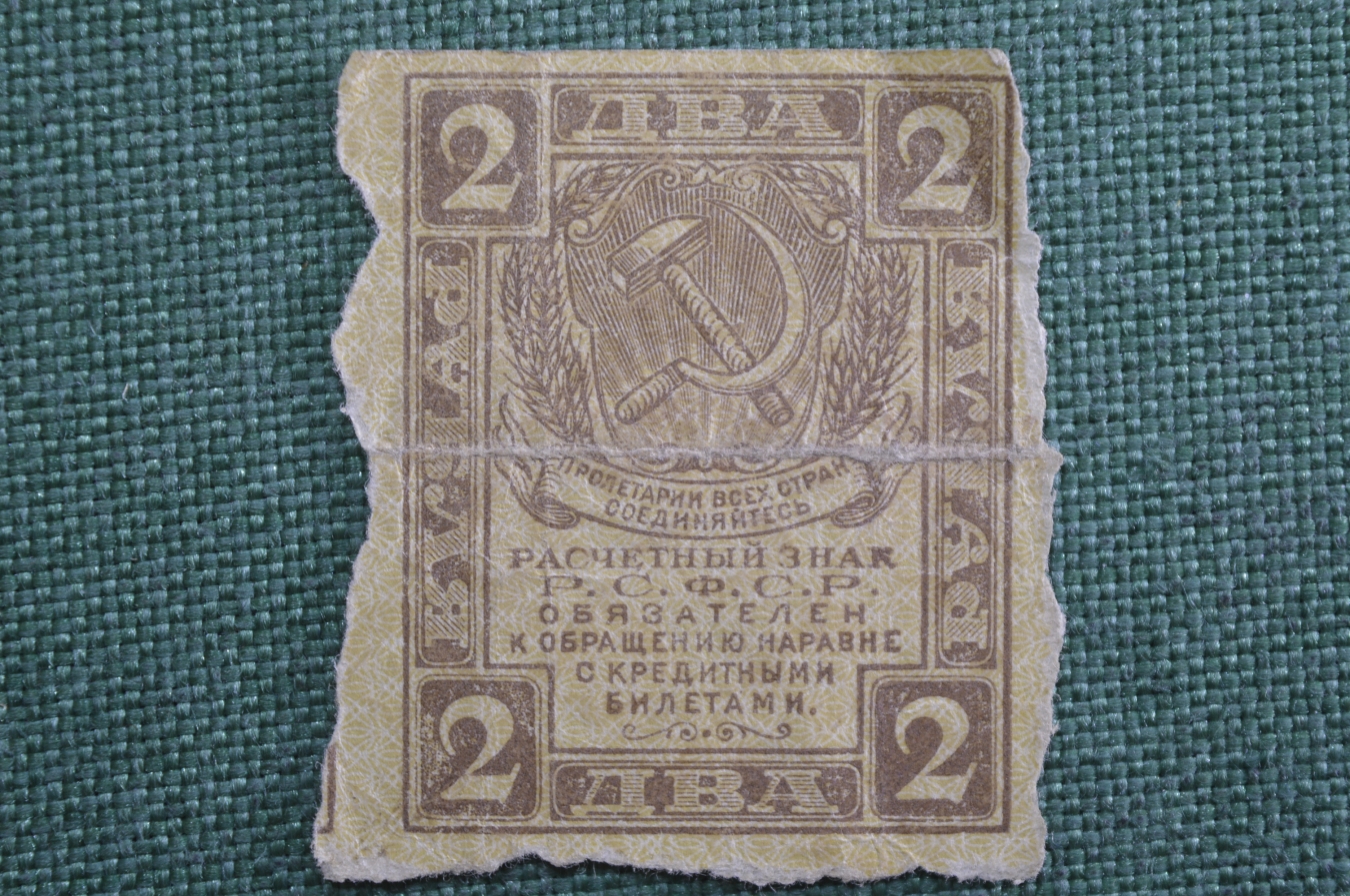 2 ДВА 2
РУБЛЯ
РУБЛЯ
ПРОЛЕТАРИИ ВСЕХ СТРАН
СОЕДИНЯЙТЕСЬ
РАСЧЕТНЫЙ ЗНАК
Р.С.Ф.С.Р.
ОБЯЗАТЕЛЕН
К ОБРАЩЕНИЮ НАРАВНЕ
С КРЕДИТНЫМИ
БИЛЕТАМИ.
2 ДВА 2